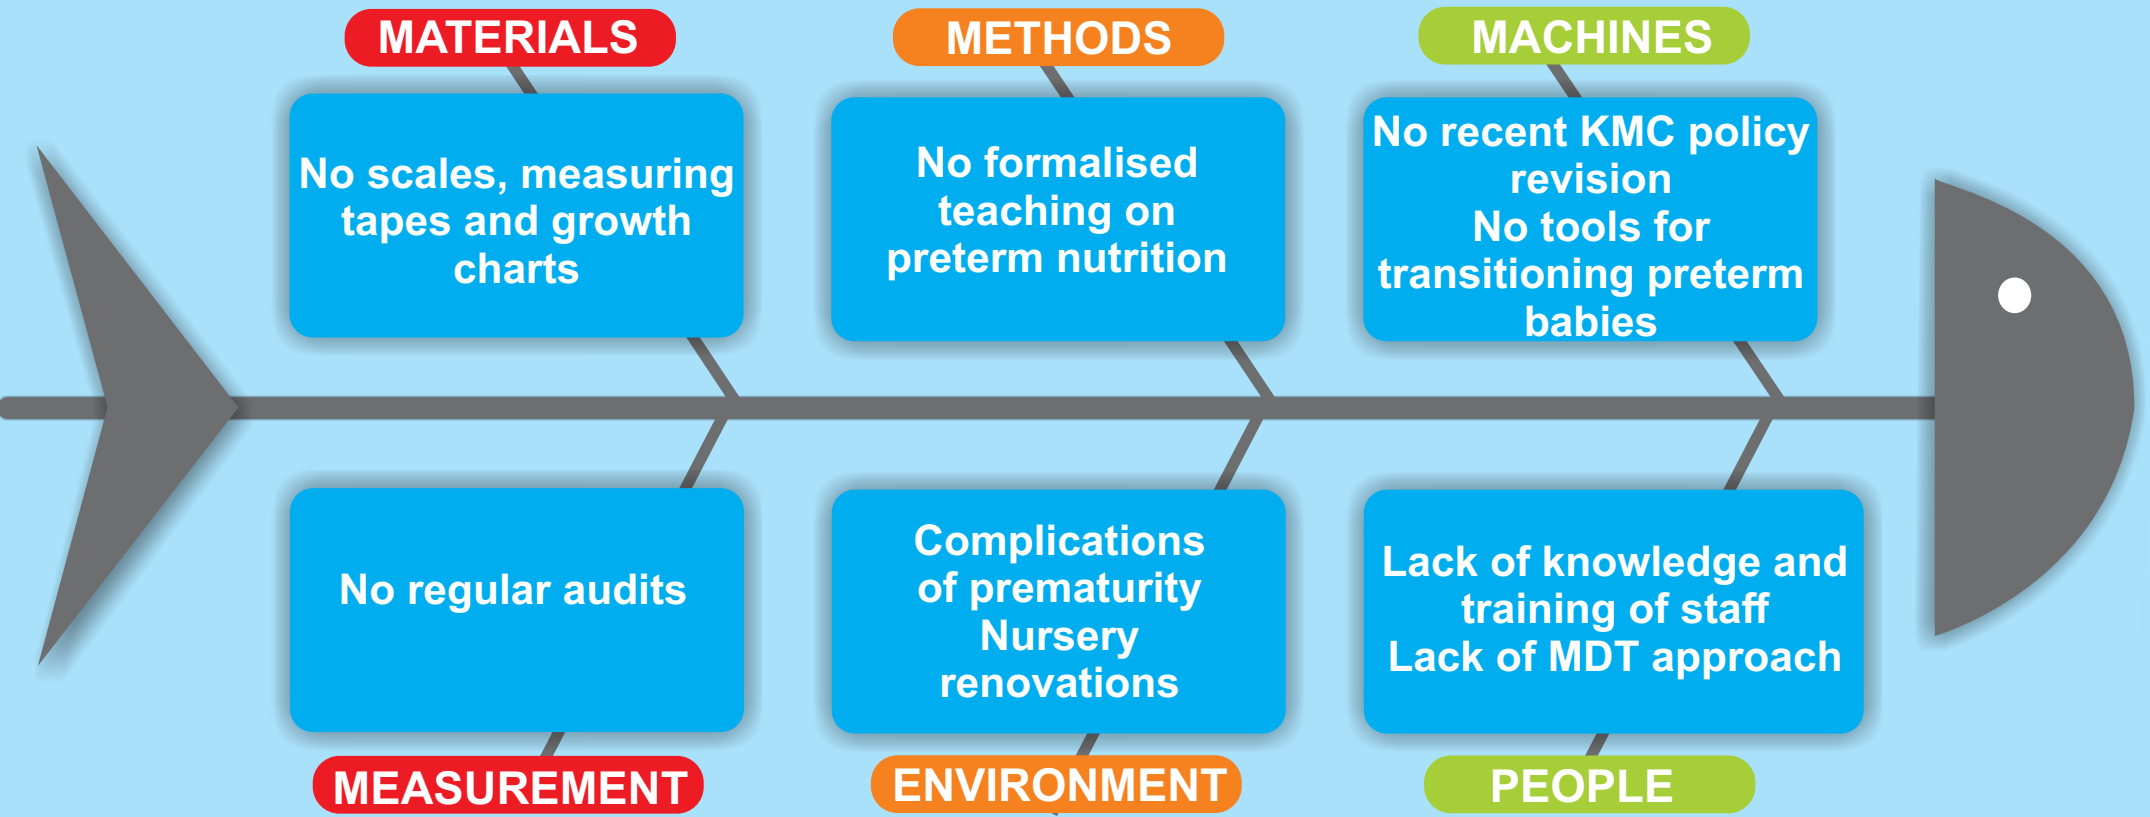 MATERIALS
No scales, measuring
tapes and growth
charts
METHODS
No formalised
teaching on
preterm nutrition
MACHINES
No recent KMC policy
revision
No tools for
transitioning preterm
babies
No regular audits
MEASUREMENT
Complications
of prematurity
Nursery
renovations
ENVIRONMENT
Lack of knowledge and
training of staff
Lack of MDT approach
PEOPLE